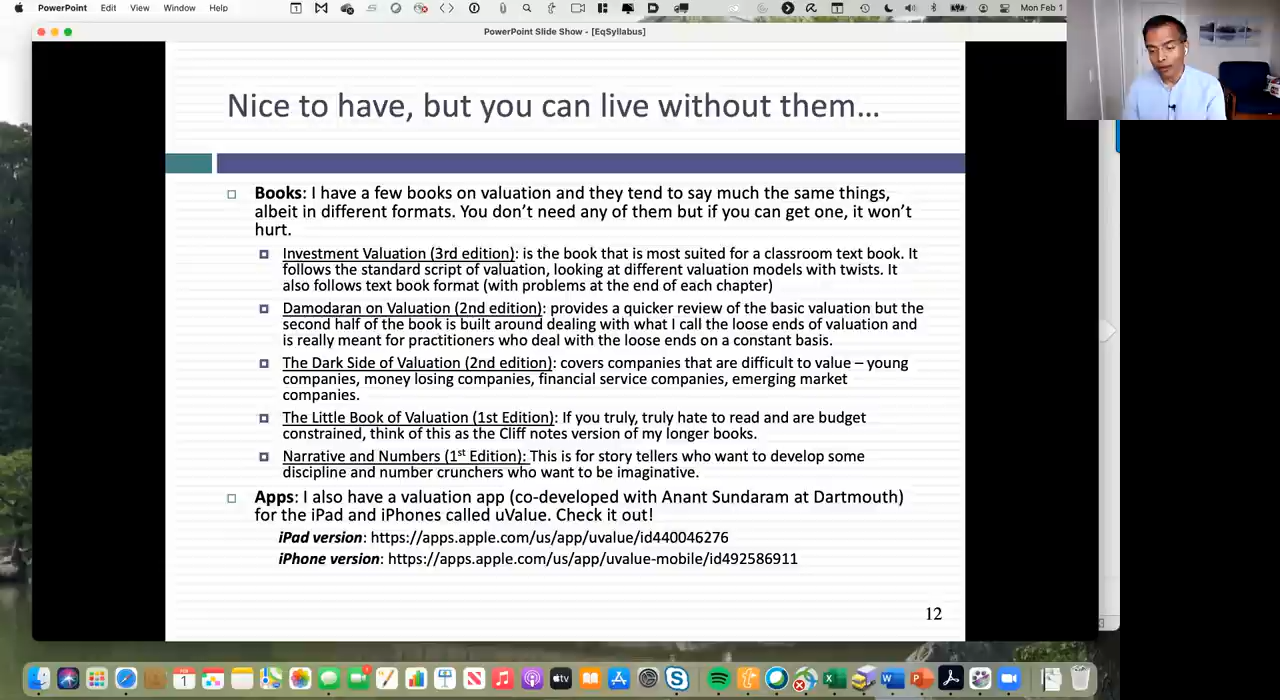 PowerPoint Edit View Window Help
Mon Feb 1
PowerPoint Slide Show - [EqSyllabus]
Nice to have, but you can live without them…
Books: I have a few books on valuation and they tend to say much the same things,
albeit in different formats. You don't need any of them but if you can get one, it won't
hurt.
Investment Valuation (3rd edition): is the book that is most suited for a classroom text book. It
follows the standard script of valuation, looking at different valuation models with twists. It
also follows text book format (with problems at the end of each chapter)
Damodaran on Valuation (2nd edition): provides a quicker review of the basic valuation but the
second half of the book is built around dealing with what I call the loose ends of valuation and
is really meant for practitioners who deal with the loose ends on a constant basis.
The Dark Side of Valuation (2nd edition): covers companies that are difficult to value – young
companies, money losing companies, financial service companies, emerging market
companies.
The Little Book of Valuation (1st Edition): If you truly, truly hate to read and are budget
constrained, think of this as the Cliff notes version of my longer books.
Narrative and Numbers (1st Edition): This is for story tellers who want to develop some
discipline and number crunchers who want to be imaginative.
Apps: I also have a valuation app (co-developed with Anant Sundaram at Dartmouth)
for the iPad and iPhones called uValue. Check it out!
iPad version: https://apps.apple.com/us/app/uvalue/id440046276
iPhone version: https://apps.apple.com/us/app/uvalue-mobile/id492586911
12
1
tv